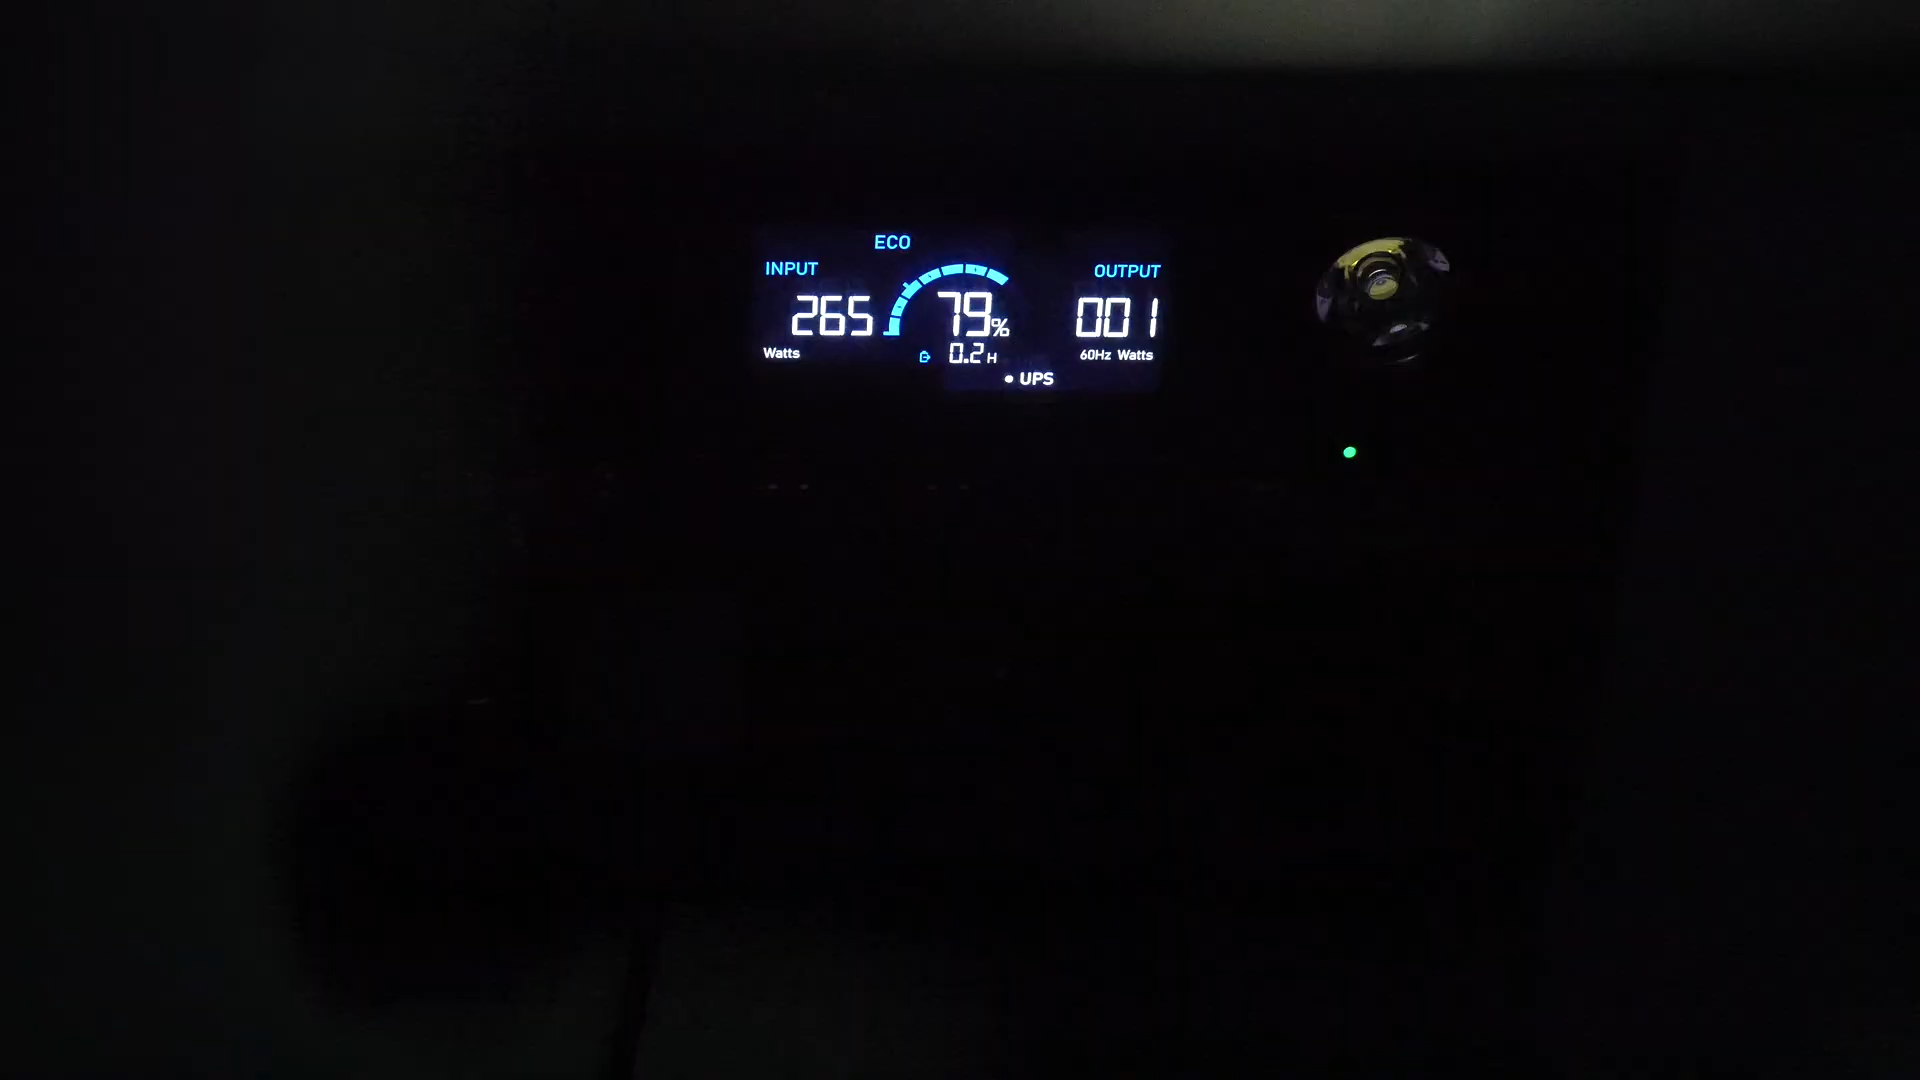 ECO
INPUT
OUTPUT
265
79%
001
Watts
0.2 H
60Hz Watts
UPS